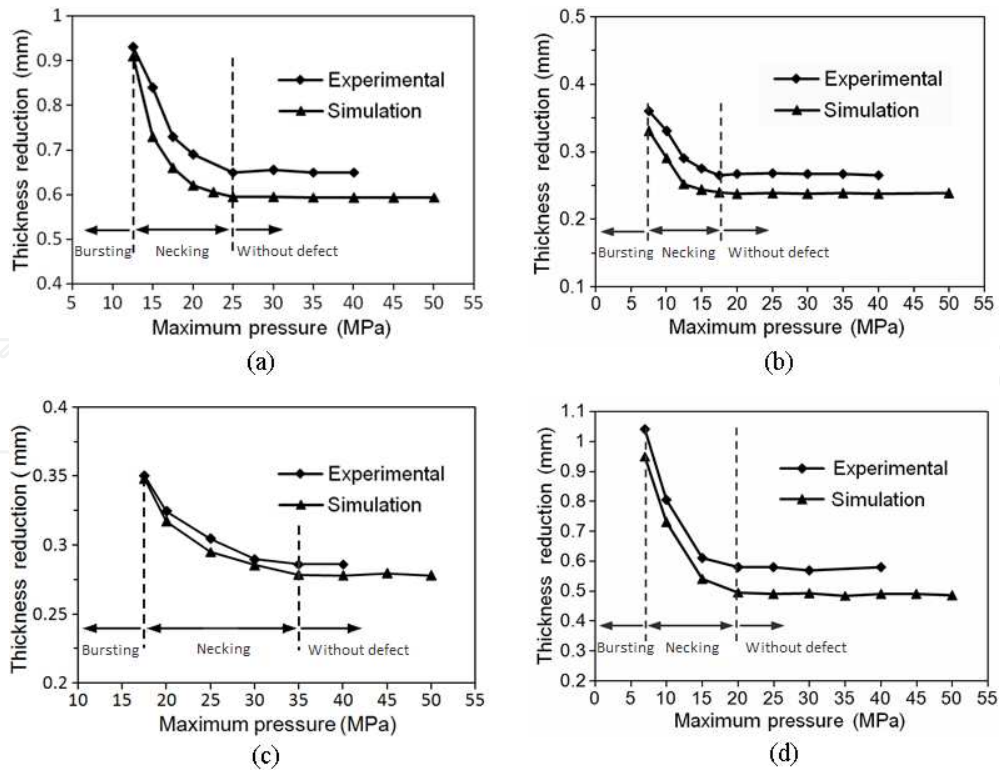 Thickness reduction (mm)
1
0.9
0.8
0.7
0.6
0.5
0.4
Experimental
Simulation
Bursting Necking Without defect
5 10 15 20 25 30 35 40 45 50 55
Maximum pressure (MPa)
(a)
Thickness reduction (mm)
0.5
0.4
0.3
0.2
0.1
Experimental
Simulation
Bursting Necking Without defect
0 5 10 15 20 25 30 35 40 45 50 55
Maximum pressure (MPa)
(b)
Thickness reduction ( mm)
0.4
0.35
0.3
0.25
0.2
Experimental
Simulation
Bursting Necking Without defect
10 15 20 25 30 35 40 45 50 55
Maximum pressure (MPa)
(c)
Thickness reduction (mm)
1.1
1
0.9
0.8
0.7
0.6
0.5
0.4
0.3
0.2
Experimental
Simulation
Bursting Necking Without defect
0 5 10 15 20 25 30 35 40 45 50 55
Maximum pressure (MPa)
(d)